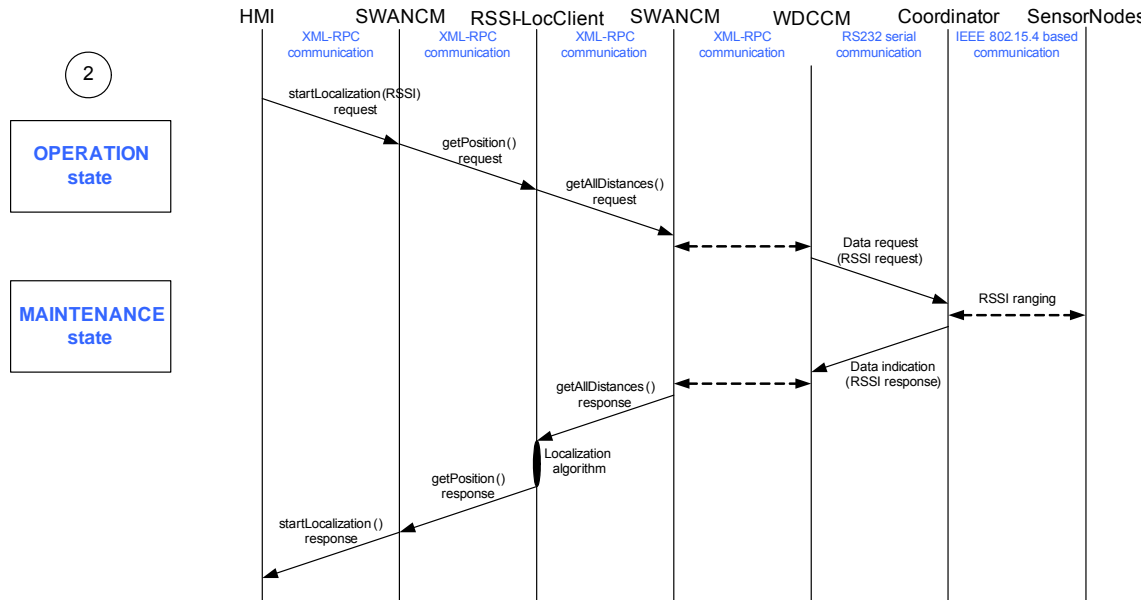 HMI
SWANCM
RSSI-LocClient
SWANCM
WDCCM
Coordinator
SensorNodes
XML-RPC
communication
XML-RPC
communication
XML-RPC
communication
XML-RPC
communication
RS232 serial
communication
IEEE 802.15.4 based
communication
2
startLocalization(RSSI)
request
OPERATION
state
getPosition()
request
getAllDistances()
request
Data request
(RSSI request)
MAINTENANCE
state
RSSI ranging
Data indication
(RSSI response)
getAllDistances()
response
Localization
algorithm
getPosition()
response
startLocalization()
response